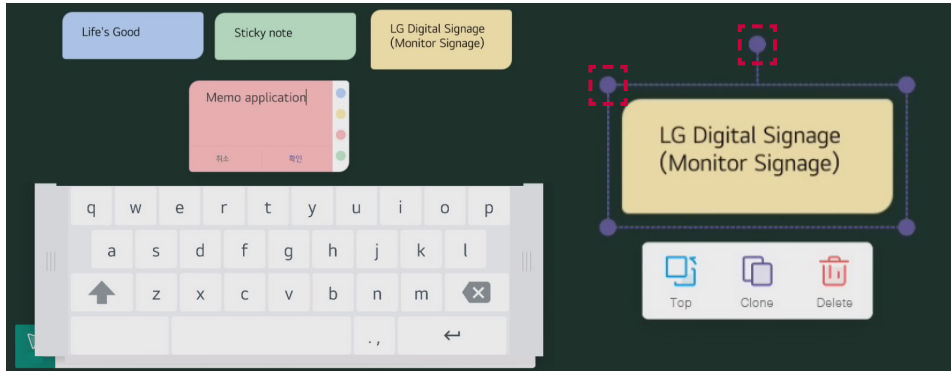 Life's Good
Sticky note
LG Digital Signage
(Monitor Signage)
Memo application
취소 확인
q w e r t y u i o p
a s d f g h j k l
z x c v b n m
. ,
LG Digital Signage
(Monitor Signage)
Top Clone Delete